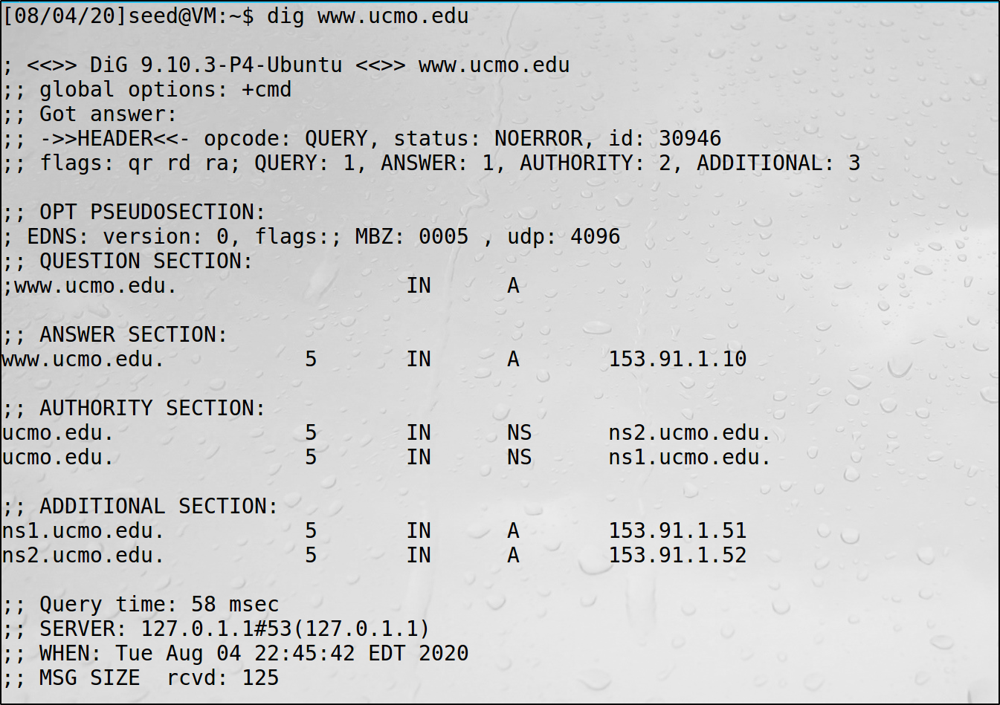 [08/04/20]seed@VM:~$ dig www.ucmo.edu
; <<>> DiG 9.10.3-P4-Ubuntu <<>> www.ucmo.edu
;; global options: +cmd
;; Got answer:
;; ->>HEADER<<- opcode: QUERY, status: NOERROR, id: 30946
;; flags: qr rd ra; QUERY: 1, ANSWER: 1, AUTHORITY: 2, ADDITIONAL: 3
;; OPT PSEUDOSECTION:
; EDNS: version: 0, flags:; MBZ: 0005 , udp: 4096
;; QUESTION SECTION:
;www.ucmo.edu. IN A
;; ANSWER SECTION:
www.ucmo.edu. 5 IN A 153.91.1.10
;; AUTHORITY SECTION:
ucmo.edu. 5 IN NS ns2.ucmo.edu.
ucmo.edu. 5 IN NS ns1.ucmo.edu.
;; ADDITIONAL SECTION:
ns1.ucmo.edu. 5 IN A 153.91.1.51
ns2.ucmo.edu. 5 IN A 153.91.1.52
;; Query time: 58 msec
;; SERVER: 127.0.1.1#53(127.0.1.1)
;; WHEN: Tue Aug 04 22:45:42 EDT 2020
;; MSG SIZE  rcvd: 125